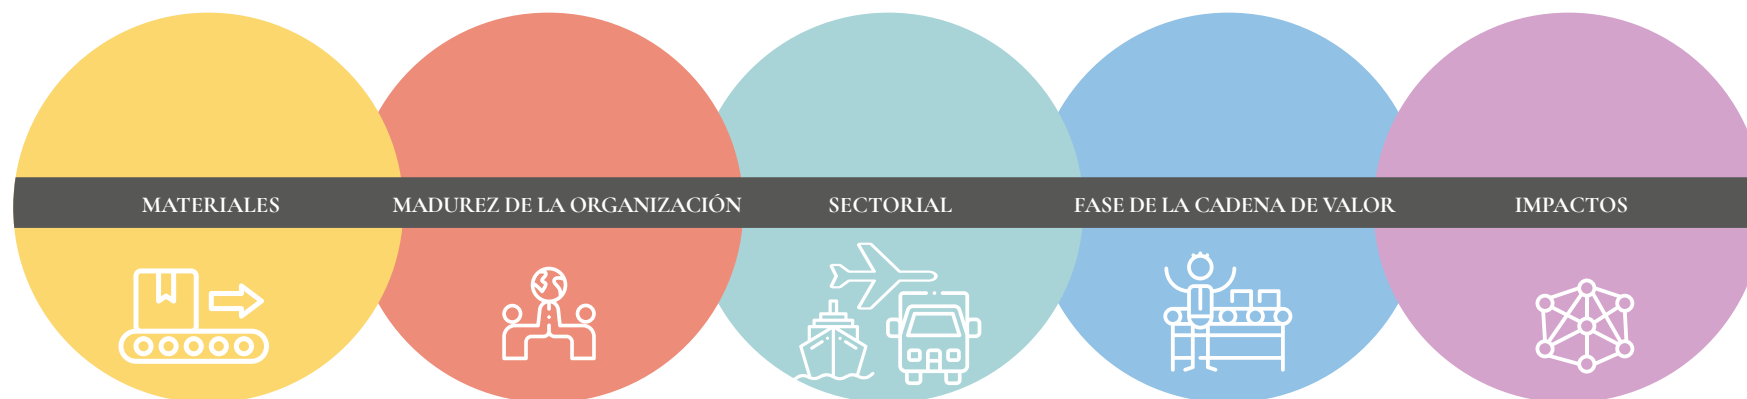 MATERIALES
MADUREZ DE LA ORGANIZACIÓN
SECTORIAL
FASE DE LA CADENA DE VALOR
IMPACTOS